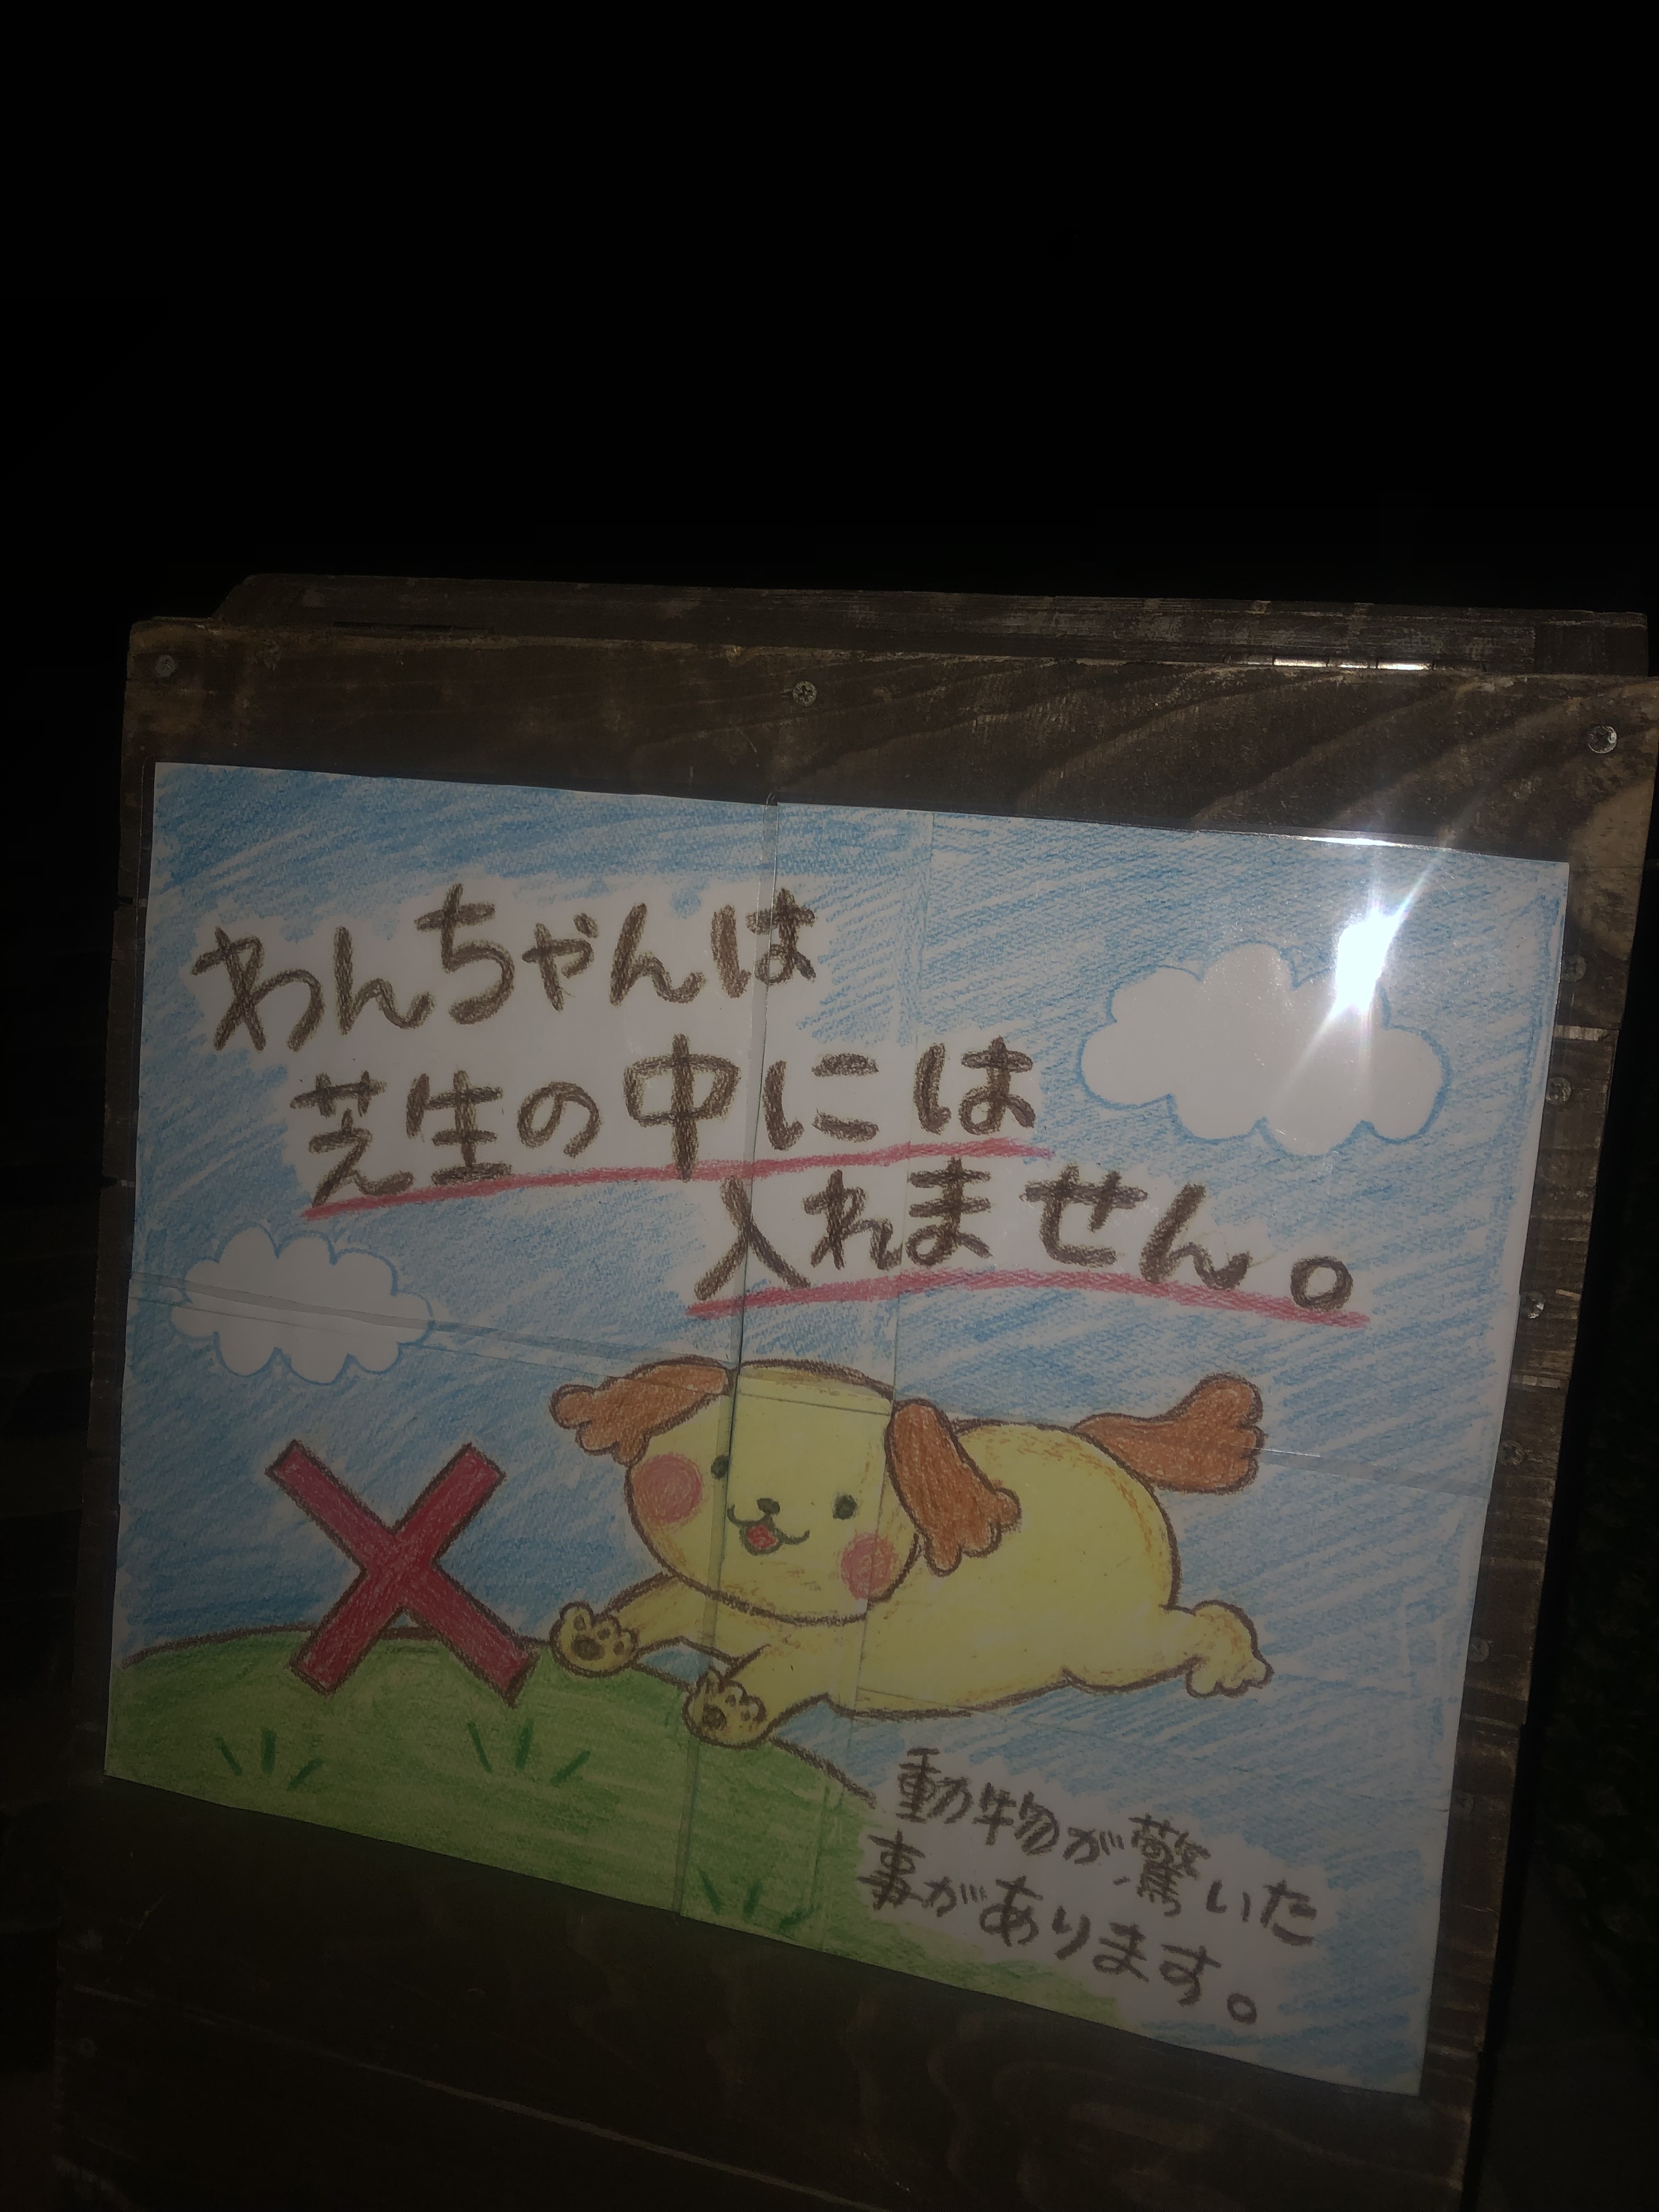 わんちゃんは
芝生の中には
入れません。
動物が驚いた
事があります。